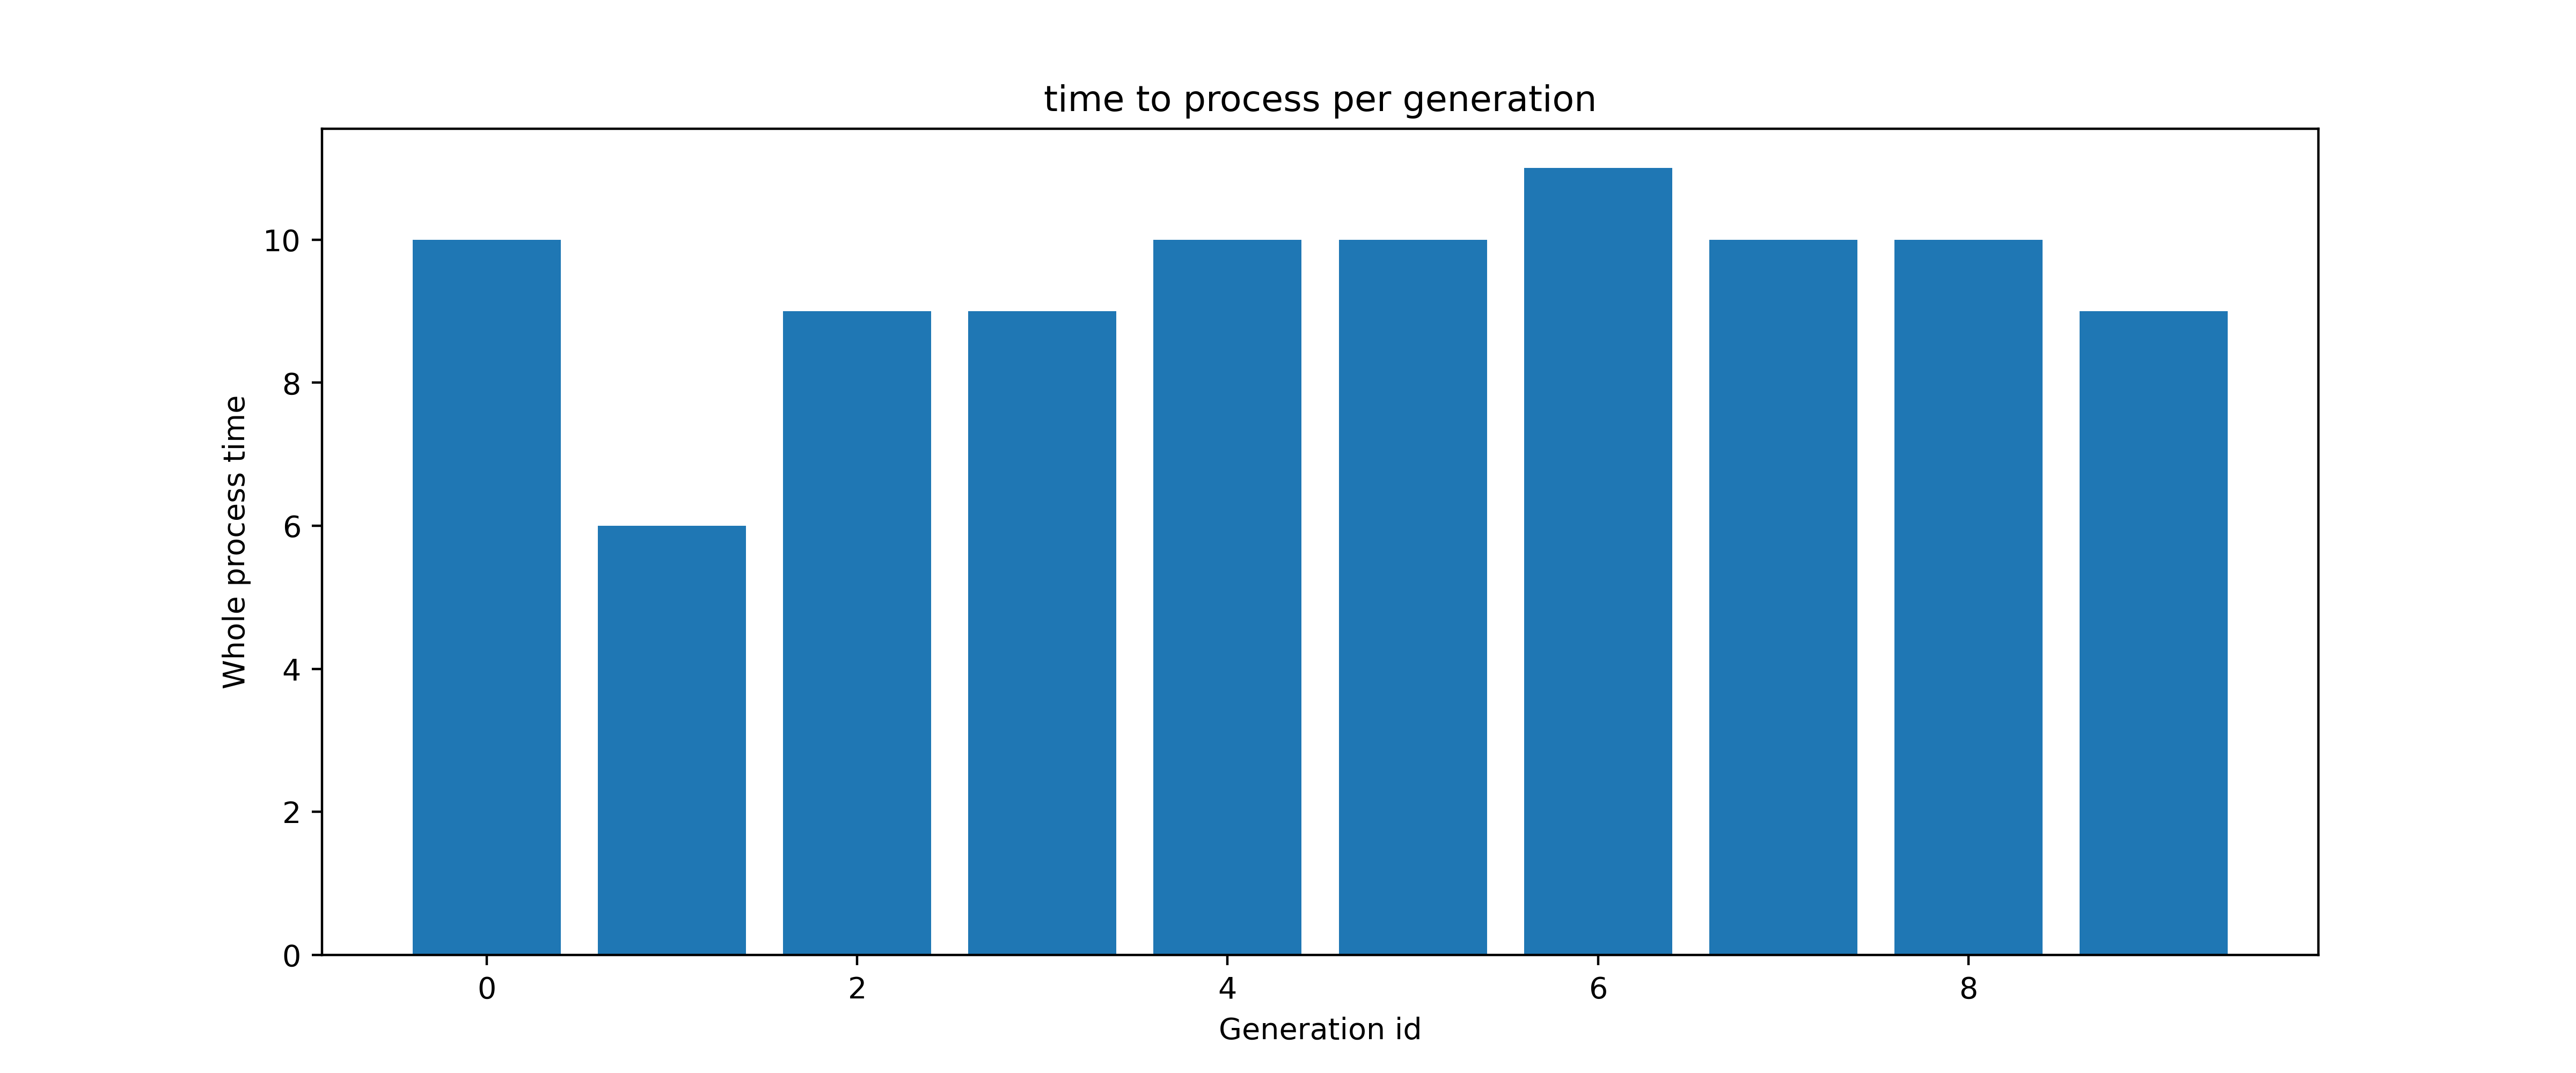 time to process per generation
Whole process time
10
8
6
4
2
0
0 2 4 6 8
Generation id